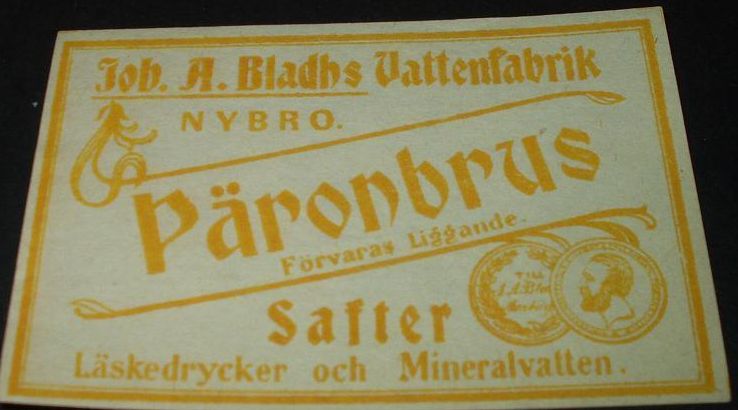 Joh. A. Bladhs Vattenfabrik
NYBRO.
Päronbrus
Förvaras Liggande.
Safter
Läskedrycker och Mineralvatten.